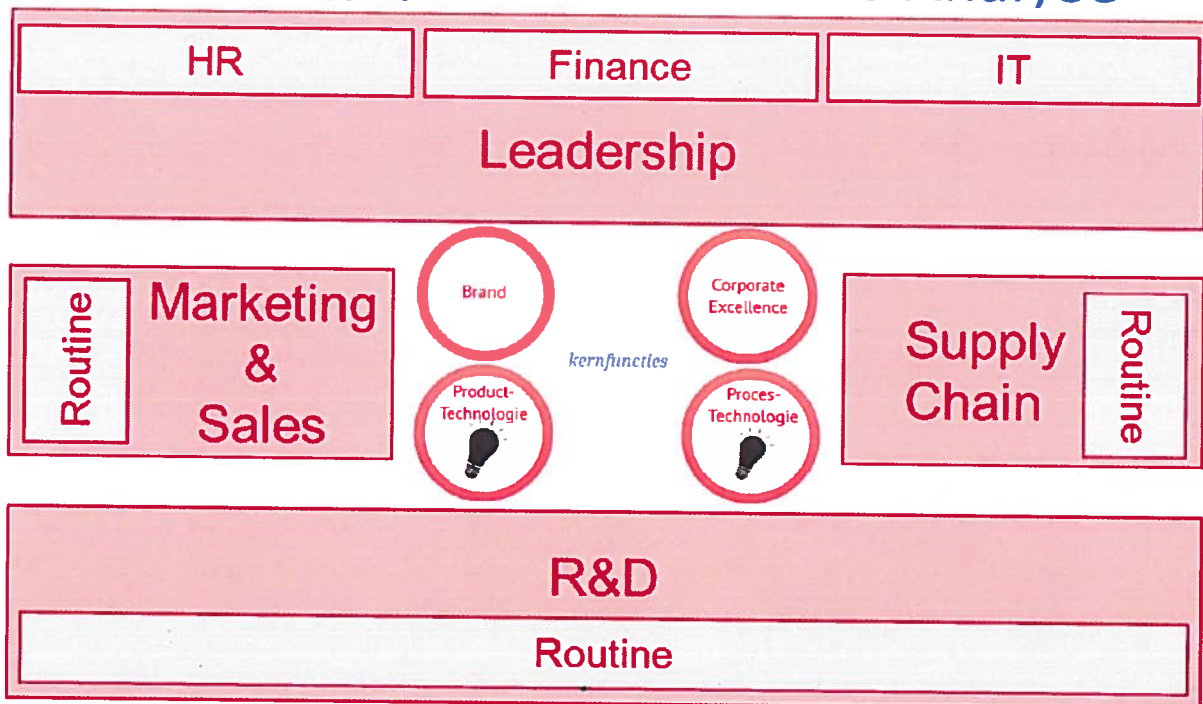 HR
Finance
IT
Leadership
Routine
Marketing
&
Sales
Brand
Corporate
Excellence
kernfuncties
Product-
Technologie
Proces-
Technologie
Supply
Chain
Routine
R&D
Routine